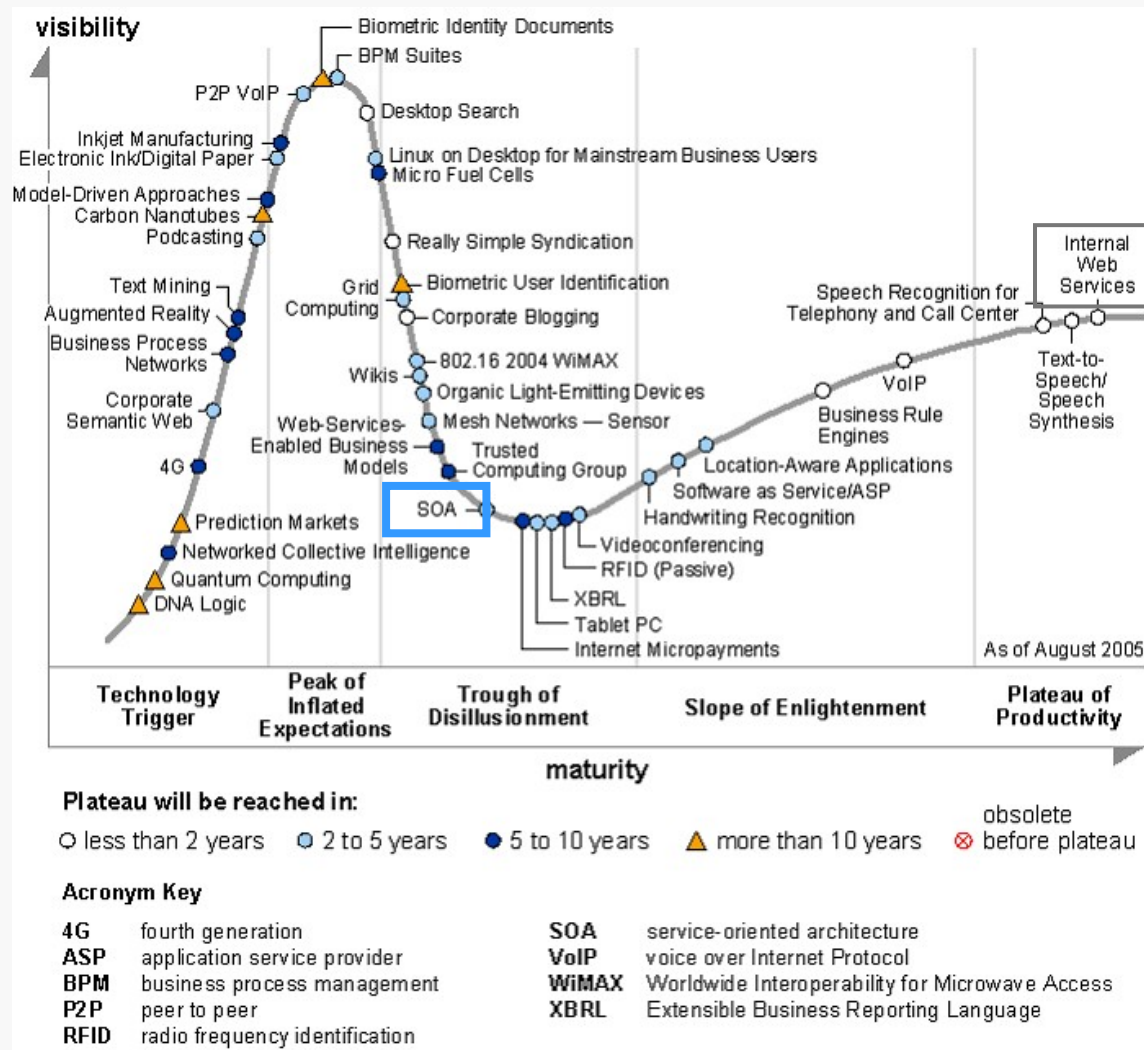 visibility
Biometric Identity Documents
BPM Suites
P2P VoIP
Desktop Search
Inkjet Manufacturing
Electronic Ink/Digital Paper
Linux on Desktop for Mainstream Business Users
Micro Fuel Cells
Model-Driven Approaches
Carbon Nanotubes
Podcasting
Really Simple Syndication
Text Mining
Augmented Reality
Business Process
Networks
Grid
Computing
Biometric User Identification
Corporate Blogging
Corporate
Semantic Web
802.16 2004 WiMAX
Wikis
Organic Light-Emitting Devices
Mesh Networks — Sensor
Web-Services-
Enabled Business
Models
Trusted
Computing Group
4G
SOA
Prediction Markets
Networked Collective Intelligence
Quantum Computing
DNA Logic
Internal
Web
Services
Speech Recognition for
Telephony and Call Center
Text-to-
Speech/
Speech
Synthesis
VoIP
Business Rule
Engines
Location-Aware Applications
Software as Service/ASP
Handwriting Recognition
Videoconferencing
RFID (Passive)
XBRL
Tablet PC
Internet Micropayments
As of August 2005
Technology
Trigger
Peak of
Inflated
Expectations
Trough of
Disillusionment
Slope of Enlightenment
Plateau of
Productivity
maturity
Plateau will be reached in:
less than 2 years
2 to 5 years
5 to 10 years
more than 10 years
obsolete
before plateau
Acronym Key
4G fourth generation
ASP application service provider
BPM business process management
P2P peer to peer
RFID radio frequency identification
SOA service-oriented architecture
VoIP voice over Internet Protocol
WiMAX Worldwide Interoperability for Microwave Access
XBRL Extensible Business Reporting Language